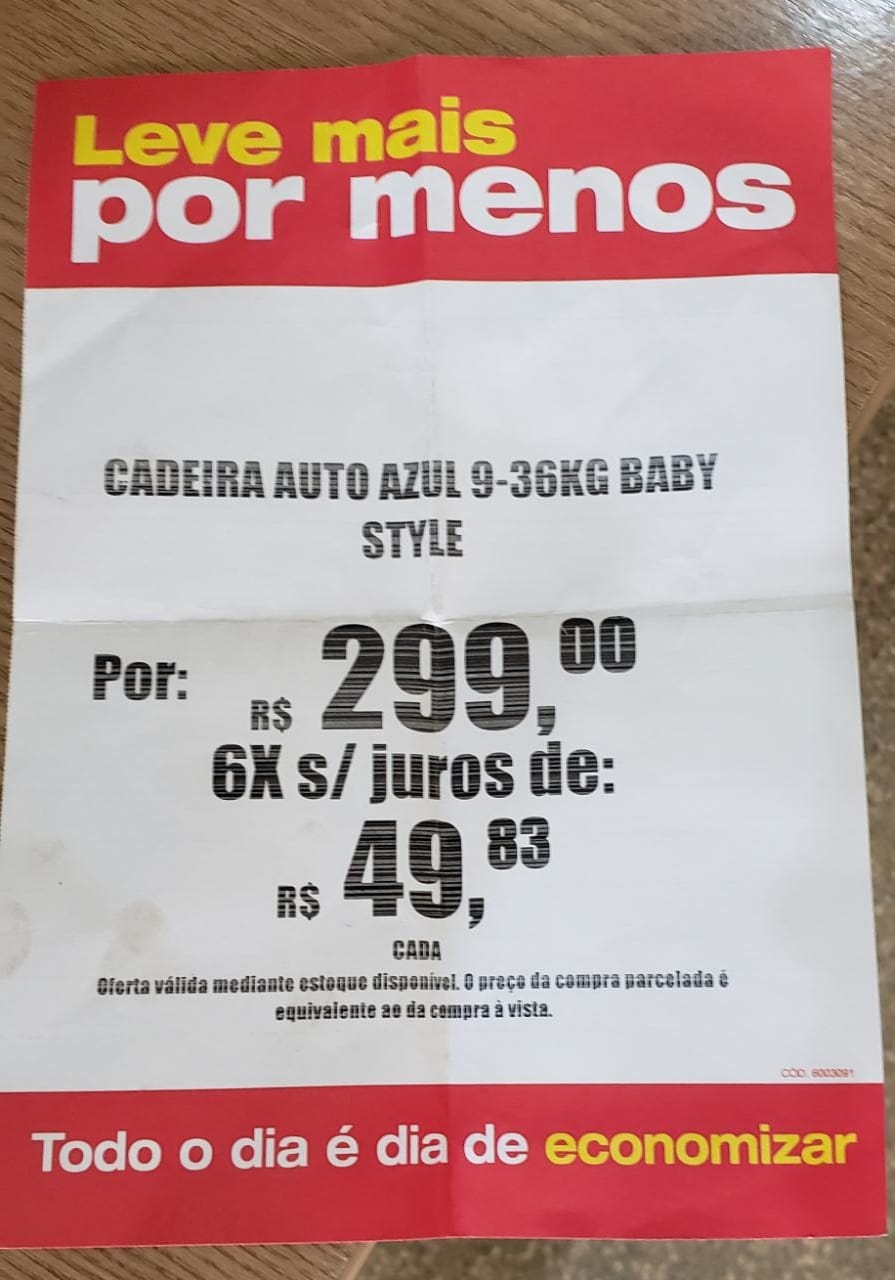 Leve mais
por menos
CADEIRA AUTO AZUL 9-36KG BABY
STYLE
Por: R$ 299,00
6X s/ juros de:
R$ 49,83
CADA
Oferta válida mediante estoque disponível. O preço da compra parcelada é
equivalente ao da compra à vista.
CÓD. 6003091
Todo o dia é dia de economizar